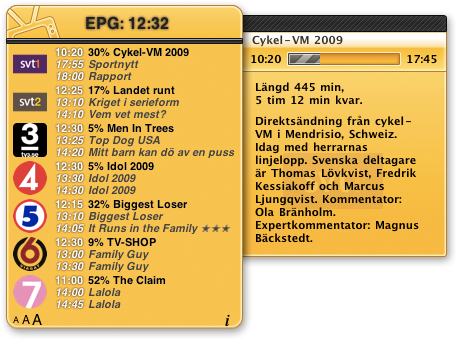 EPG: 12:32
svt1
10:20 30% Cykel-VM 2009
17:55 Sportnytt
18:00 Rapport
svt2
12:25 17% Landet runt
13:10 Kriget i serieform
14:10 Vem vet mest?
3
tv3.se
12:30 5% Men In Trees
13:25 Top Dog USA
14:20 Mitt barn kan dö av en puss
4
12:30 5% Idol 2009
13:30 Idol 2009
14:30 Idol 2009
5
12:15 32% Biggest Loser
13:10 Biggest Loser
14:05 It Runs in the Family ★★★
6
12:30 9% TV-SHOP
13:00 Family Guy
13:30 Family Guy
7
11:00 52% The Claim
14:00 Lalola
14:45 Lalola
A A A
i
Cykel-VM 2009
10:20 17:45
Längd 445 min,
5 tim 12 min kvar.
Direktsändning från cykel-
VM i Mendrisio, Schweiz.
Idag med herrarnas
linjelopp. Svenska deltagare
är Thomas Lövkvist, Fredrik
Kessiakoff och Marcus
Ljungqvist. Kommentator:
Ola Bränholm.
Expertkommentator: Magnus
Bäckstedt.